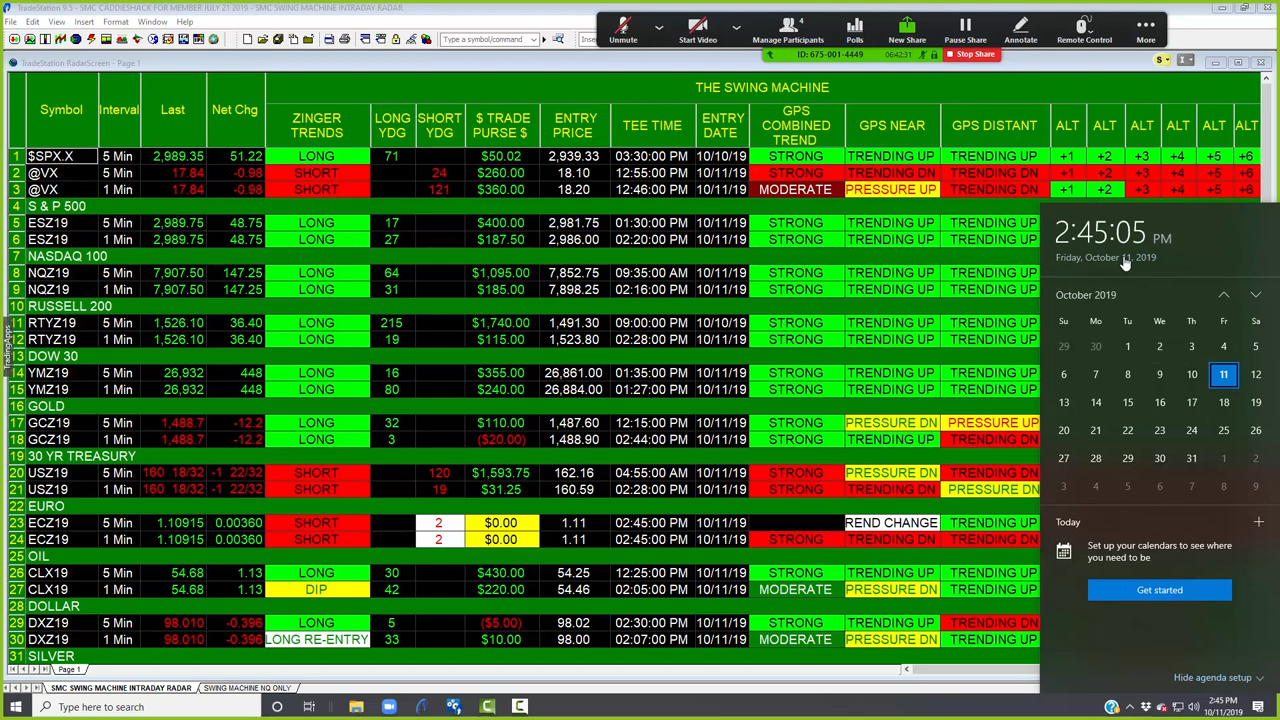 TradeStation 9.5 - SMC CADDIESHACK FOR MEMBER JULY 21 2019 - SMC SWING MACHINE INTRADAY RADAR
File Edit View Insert Format Window Help
Type a symbol/command
Unmute Start Video Manage Participants 4 Polls New Share Pause Share Annotate Remote Control More
ID: 675-001-4449 06:42:31 Stop Share
TradeStation RadarScreen - Page 1
THE SWING MACHINE
Symbol Interval Last Net Chg ZINGER TRENDS LONG YDG SHORT YDG $ TRADE PURSE $ ENTRY PRICE TEE TIME ENTRY DATE GPS COMBINED TREND GPS NEAR GPS DISTANT ALT ALT ALT ALT ALT ALT
1 $SPX.X 5 Min 2,989.35 51.22 LONG 71 $50.02 2,939.33 03:30:00 PM 10/10/19 STRONG TRENDING UP TRENDING UP +1 +2 +3 +4 +5 +6
2 @VX 5 Min 17.84 -0.98 SHORT 24 $260.00 18.10 12:55:00 PM 10/11/19 STRONG TRENDING DN TRENDING DN +1 +2 +3 +4 +5 +6
3 @VX 1 Min 17.84 -0.98 SHORT 121 $360.00 18.20 12:46:00 PM 10/11/19 MODERATE PRESSURE UP TRENDING DN +1 +2 +3 +4 +5 +6
4 S & P 500
5 ESZ19 5 Min 2,989.75 48.75 LONG 17 $400.00 2,981.75 01:30:00 PM 10/11/19 STRONG TRENDING UP TRENDING UP
6 ESZ19 1 Min 2,989.75 48.75 LONG 27 $187.50 2,986.00 02:20:00 PM 10/11/19 STRONG TRENDING UP TRENDING UP
7 NASDAQ 100
8 NQZ19 5 Min 7,907.50 147.25 LONG 64 $1,095.00 7,852.75 09:35:00 AM 10/11/19 STRONG TRENDING UP TRENDING UP
9 NQZ19 1 Min 7,907.50 147.25 LONG 31 $185.00 7,898.25 02:16:00 PM 10/11/19 STRONG TRENDING UP TRENDING UP
10 RUSSELL 200
11 RTYZ19 5 Min 1,526.10 36.40 LONG 215 $1,740.00 1,491.30 09:00:00 PM 10/10/19 STRONG TRENDING UP TRENDING UP
12 RTYZ19 1 Min 1,526.10 36.40 LONG 19 $115.00 1,523.80 02:28:00 PM 10/11/19 STRONG TRENDING UP TRENDING UP
13 DOW 30
14 YMZ19 5 Min 26,932 448 LONG 16 $355.00 26,861.00 01:35:00 PM 10/11/19 STRONG TRENDING UP TRENDING UP
15 YMZ19 1 Min 26,932 448 LONG 80 $240.00 26,884.00 01:27:00 PM 10/11/19 STRONG TRENDING UP TRENDING UP
16 GOLD
17 GCZ19 5 Min 1,488.7 -12.2 LONG 32 $110.00 1,487.60 02:15:00 PM 10/11/19 STRONG PRESSURE DN PRESSURE UP
18 GCZ19 1 Min 1,488.7 -12.2 LONG 3 ($20.00) 1,488.90 02:44:00 PM 10/11/19 STRONG TRENDING UP TRENDING DN
19 30 YR TREASURY
20 USZ19 5 Min 160 18/32 -1 22/32 SHORT 120 $1,593.75 162.16 04:55:00 AM 10/11/19 STRONG PRESSURE DN TRENDING DN
21 USZ19 1 Min 160 18/32 -1 22/32 SHORT 19 $31.25 160.59 02:28:00 PM 10/11/19 STRONG TRENDING DN PRESSURE DN
22 EURO
23 ECZ19 5 Min 1.10915 0.00360 SHORT 2 $0.00 1.11 02:45:00 PM 10/11/19 REND CHANGE TRENDING UP
24 ECZ19 1 Min 1.10915 0.00360 SHORT 2 $0.00 1.11 02:45:00 PM 10/11/19 STRONG TRENDING DN TRENDING DN
25 OIL
26 CLX19 5 Min 54.68 1.13 LONG 30 $430.00 54.25 12:25:00 PM 10/11/19 STRONG TRENDING UP TRENDING UP
27 CLX19 1 Min 54.68 1.13 DIP 42 $220.00 54.46 02:05:00 PM 10/11/19 MODERATE PRESSURE DN TRENDING UP
28 DOLLAR
29 DXZ19 5 Min 98.010 -0.396 LONG 5 ($5.00) 98.02 02:30:00 PM 10/11/19 STRONG TRENDING UP TRENDING DN
30 DXZ19 1 Min 98.010 -0.396 LONG RE-ENTRY 33 $10.00 98.00 02:07:00 PM 10/11/19 MODERATE PRESSURE DN TRENDING UP
31 SILVER
TradingApps
2:45:05 PM
Friday, October 11, 2019
October 2019
Su Mo Tu We Th Fr Sa
29 30 1 2 3 4 5
6 7 8 9 10 11 12
13 14 15 16 17 18 19
20 21 22 23 24 25 26
27 28 29 30 31 1 2
3 4 5 6 7 8 9
Today
Set up your calendars to see where
you need to be
Get started
Hide agenda setup
Page 1
SMC SWING MACHINE INTRADAY RADAR SWING MACHINE NQ ONLY
Type here to search
2:45 PM
10/11/2019